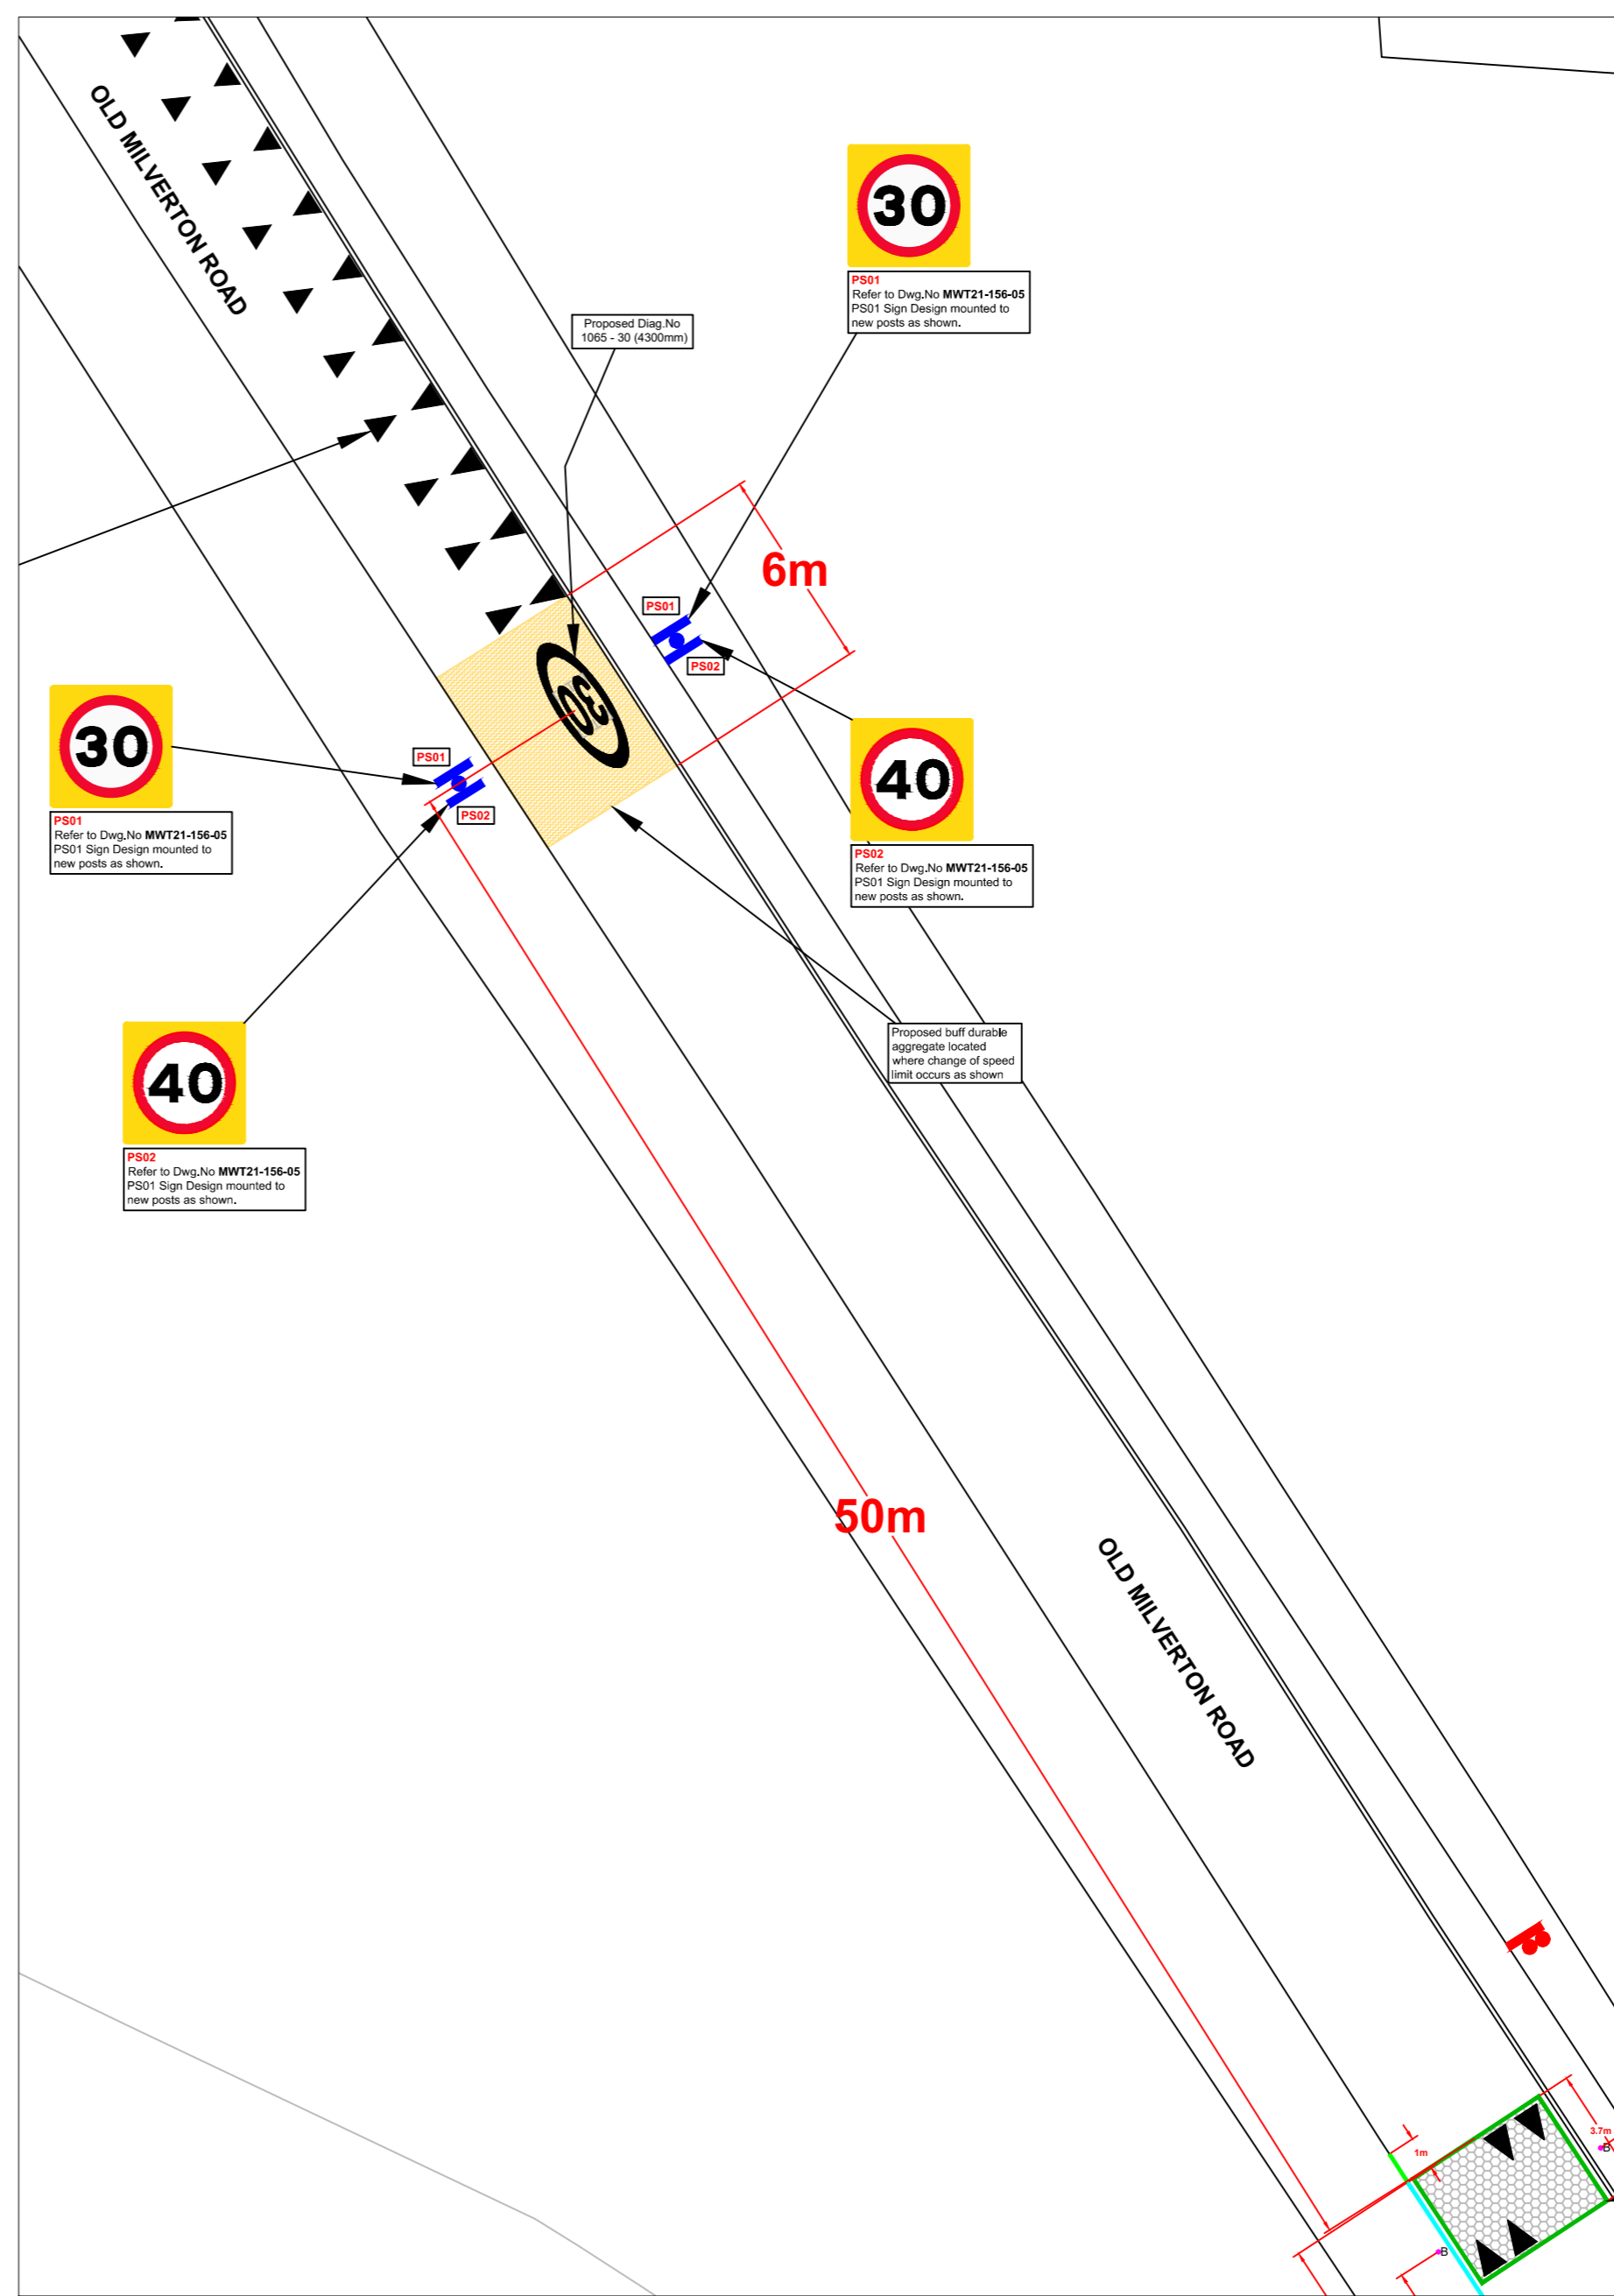 OLD MILVERTON ROAD
30
PS01
Refer to Dwg.No MWT21-156-05
PS01 Sign Design mounted to
new posts as shown.
Proposed Diag.No
1065 - 30 (4300mm)
6m
PS01
PS02
30
30
PS01
Refer to Dwg.No MWT21-156-05
PS01 Sign Design mounted to
new posts as shown.
PS01
PS02
40
PS02
Refer to Dwg.No MWT21-156-05
PS01 Sign Design mounted to
new posts as shown.
Proposed buff durable
aggregate located
where change of speed
limit occurs as shown
40
PS02
Refer to Dwg.No MWT21-156-05
PS01 Sign Design mounted to
new posts as shown.
50m
OLD MILVERTON ROAD
3.7m
B
1m
B